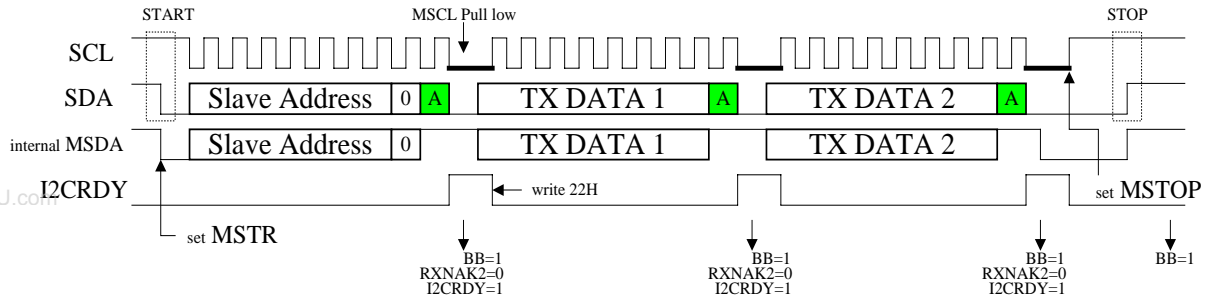 START MSCL Pull low STOP
SCL
SDA Slave Address 0 A TX DATA 1 A TX DATA 2 A
internal MSDA Slave Address 0 TX DATA 1 TX DATA 2
I2CRDY write 22H set MSTOP
J.com
set MSTR
BB=1 BB=1 BB=1 BB=1
RXNAK2=0 RXNAK2=0 RXNAK2=0
I2CRDY=1 I2CRDY=1 I2CRDY=1